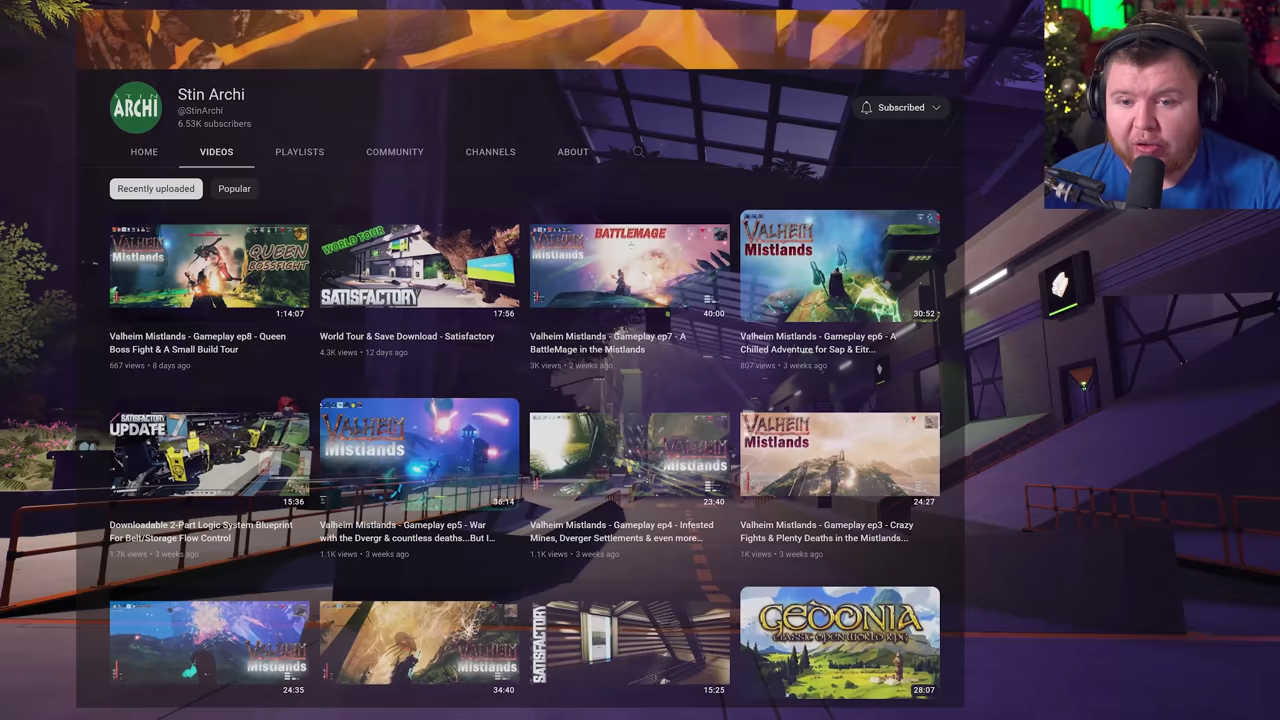 STIN
ARCHI
Stin Archi
@StinArchi
6.53K subscribers
Subscribed
HOME
VIDEOS
PLAYLISTS
COMMUNITY
CHANNELS
ABOUT
Recently uploaded
Popular
VALHEIM
Mistlands
QUEEN
BOSSFIGHT
1:14:07
WORLD TOUR
SATISFACTORY
17:56
VALHEIM
Mistlands
BATTLEMAGE
40:00
VALHEIM
Mistlands
30:52
Valheim Mistlands - Gameplay ep8 - Queen
Boss Fight & A Small Build Tour
667 views • 8 days ago
World Tour & Save Download - Satisfactory
4.3K views • 12 days ago
Valheim Mistlands - Gameplay ep7 - A
BattleMage in the Mistlands
3K views • 2 weeks ago
Valheim Mistlands - Gameplay ep6 - A
Chilled Adventure for Sap & Eitr...
807 views • 3 weeks ago
SATISFACTORY
UPDATE 7
15:36
VALHEIM
Mistlands
36:14
VALHEIM
Mistlands
23:40
VALHEIM
Mistlands
24:27
Downloadable 2-Part Logic System Blueprint
For Belt/Storage Flow Control
1.7K views • 3 weeks ago
Valheim Mistlands - Gameplay ep5 - War
with the Dvergr & countless deaths...But I...
1.1K views • 3 weeks ago
Valheim Mistlands - Gameplay ep4 - Infested
Mines, Dverger Settlements & even more...
1.1K views • 3 weeks ago
Valheim Mistlands - Gameplay ep3 - Crazy
Fights & Plenty Deaths in the Mistlands...
1K views • 3 weeks ago
VALHEIM
Mistlands
24:35
VALHEIM
Mistlands
34:40
SATISFACTORY
15:25
GEDONIA
CLASSIC OPEN WORLD RPG
28:07